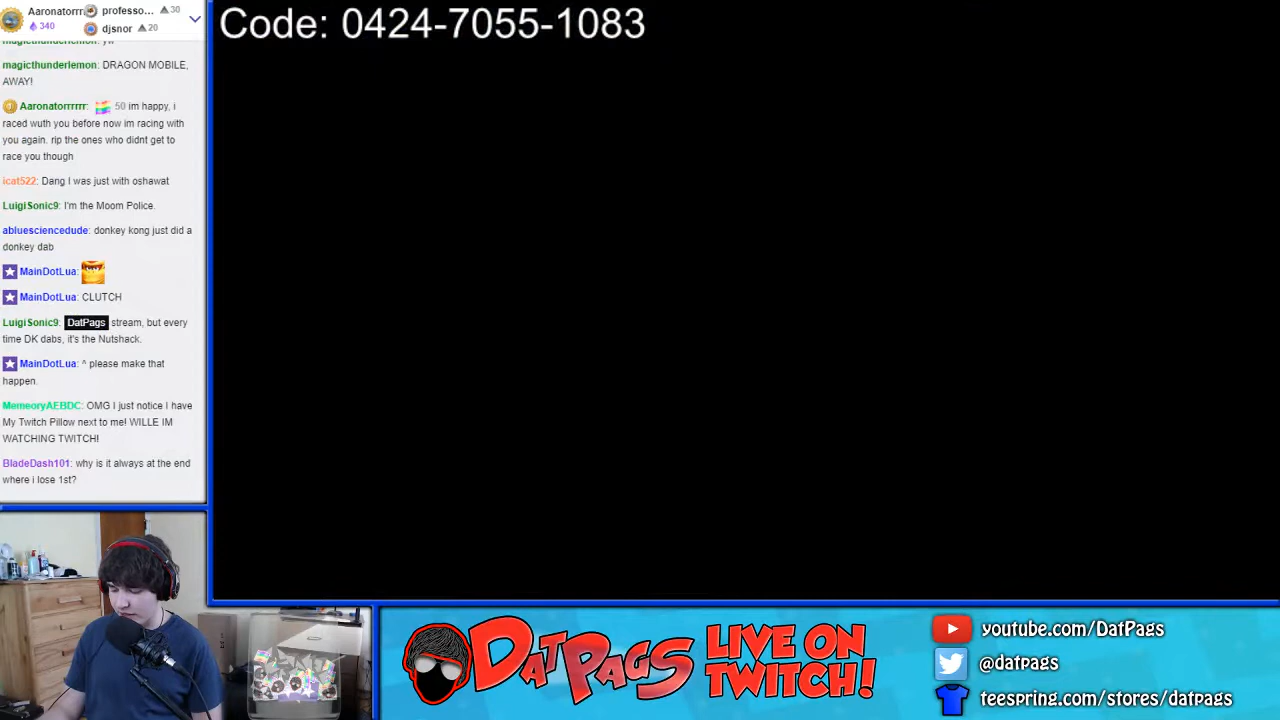 Aaronatorrr
340
professo... 30
djsnor 20
Code: 0424-7055-1083
magicthunderlemon: yw
magicthunderlemon: DRAGON MOBILE,
AWAY!
Aaronatorrrrrr: 50 im happy, i
raced wuth you before now im racing with
you again. rip the ones who didnt get to
race you though
icat522: Dang I was just with oshawat
LuigiSonic9: I'm the Moom Police.
abluesciencedude: donkey kong just did a
donkey dab
MainDotLua:
MainDotLua: CLUTCH
LuigiSonic9: DatPags stream, but every
time DK dabs, it's the Nutshack.
MainDotLua: ^ please make that
happen.
MemeoryAEBDC: OMG I just notice I have
My Twitch Pillow next to me! WILLE IM
WATCHING TWITCH!
BladeDash101: why is it always at the end
where i lose 1st?
DATPAGS LIVE ON
TWITCH!
youtube.com/DatPags
@datpags
teespring.com/stores/datpags